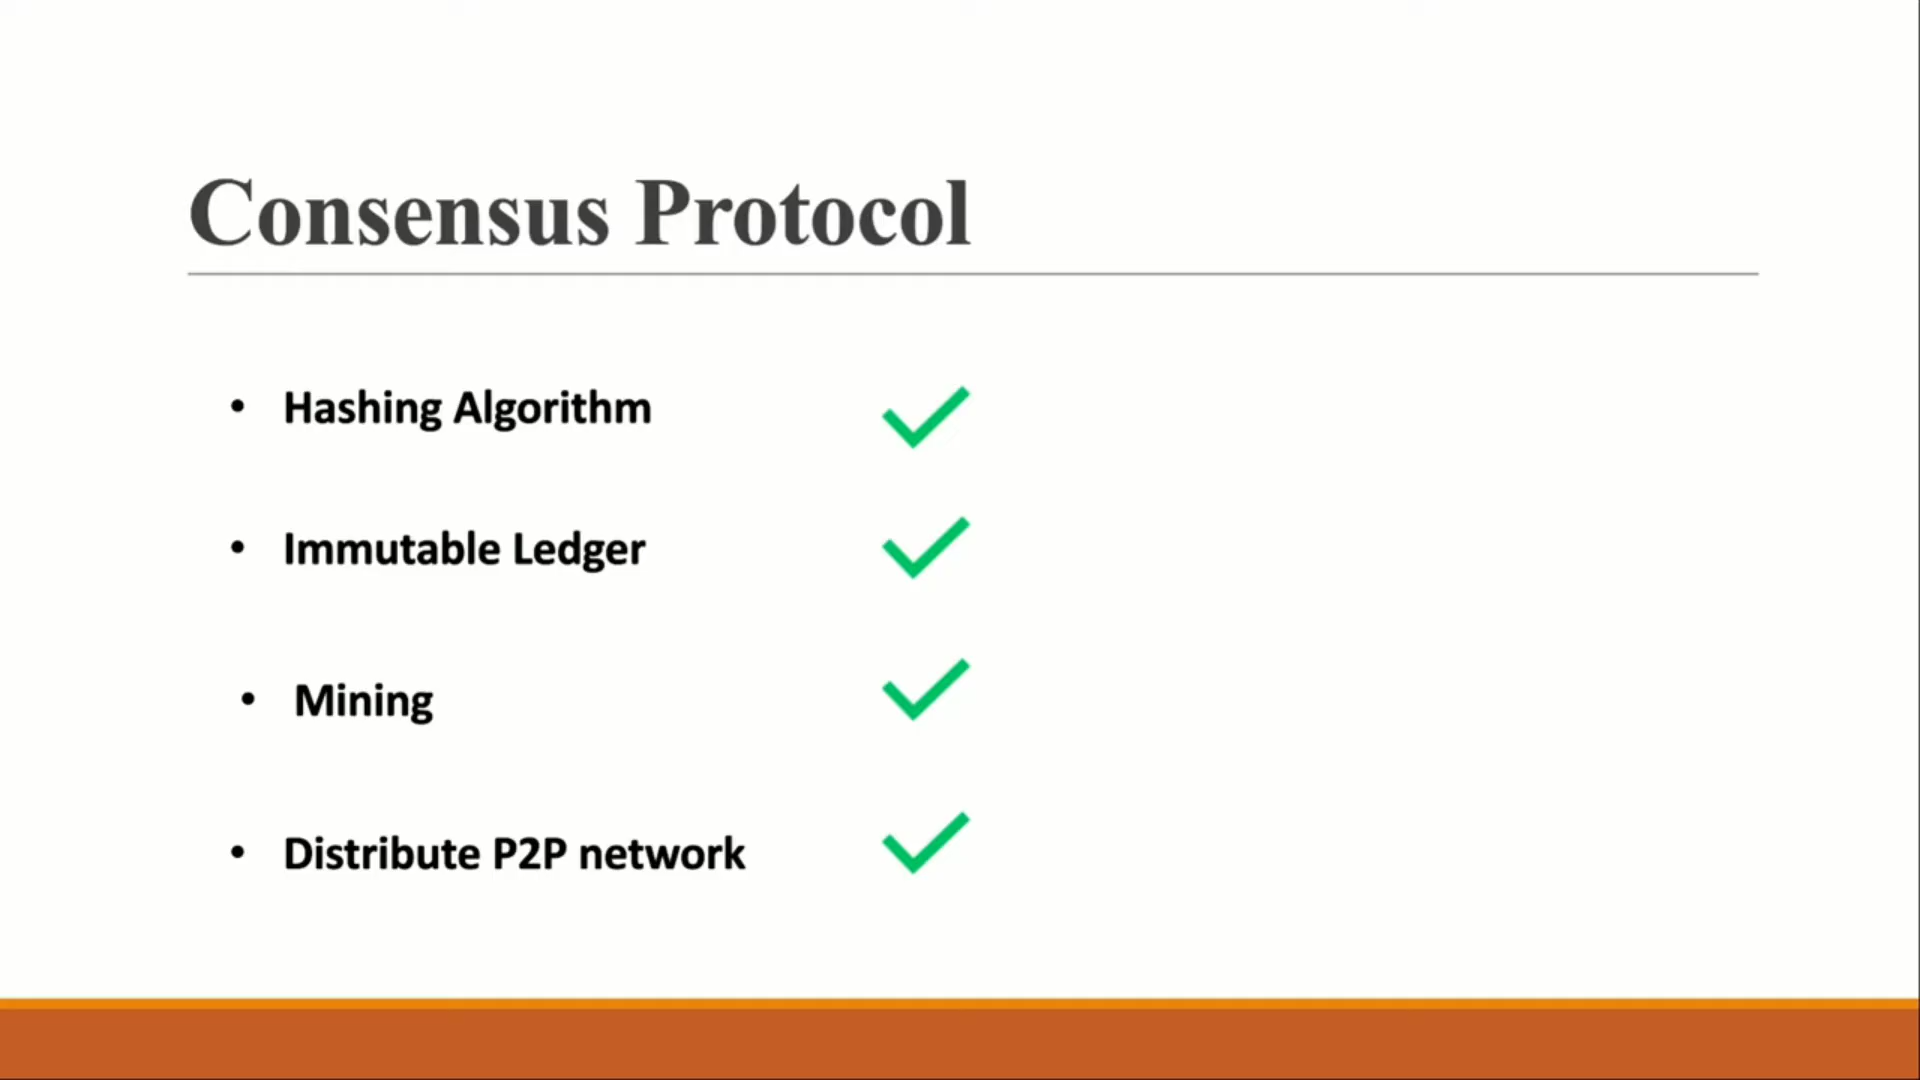 Consensus Protocol
• Hashing Algorithm
• Immutable Ledger
• Mining
• Distribute P2P network